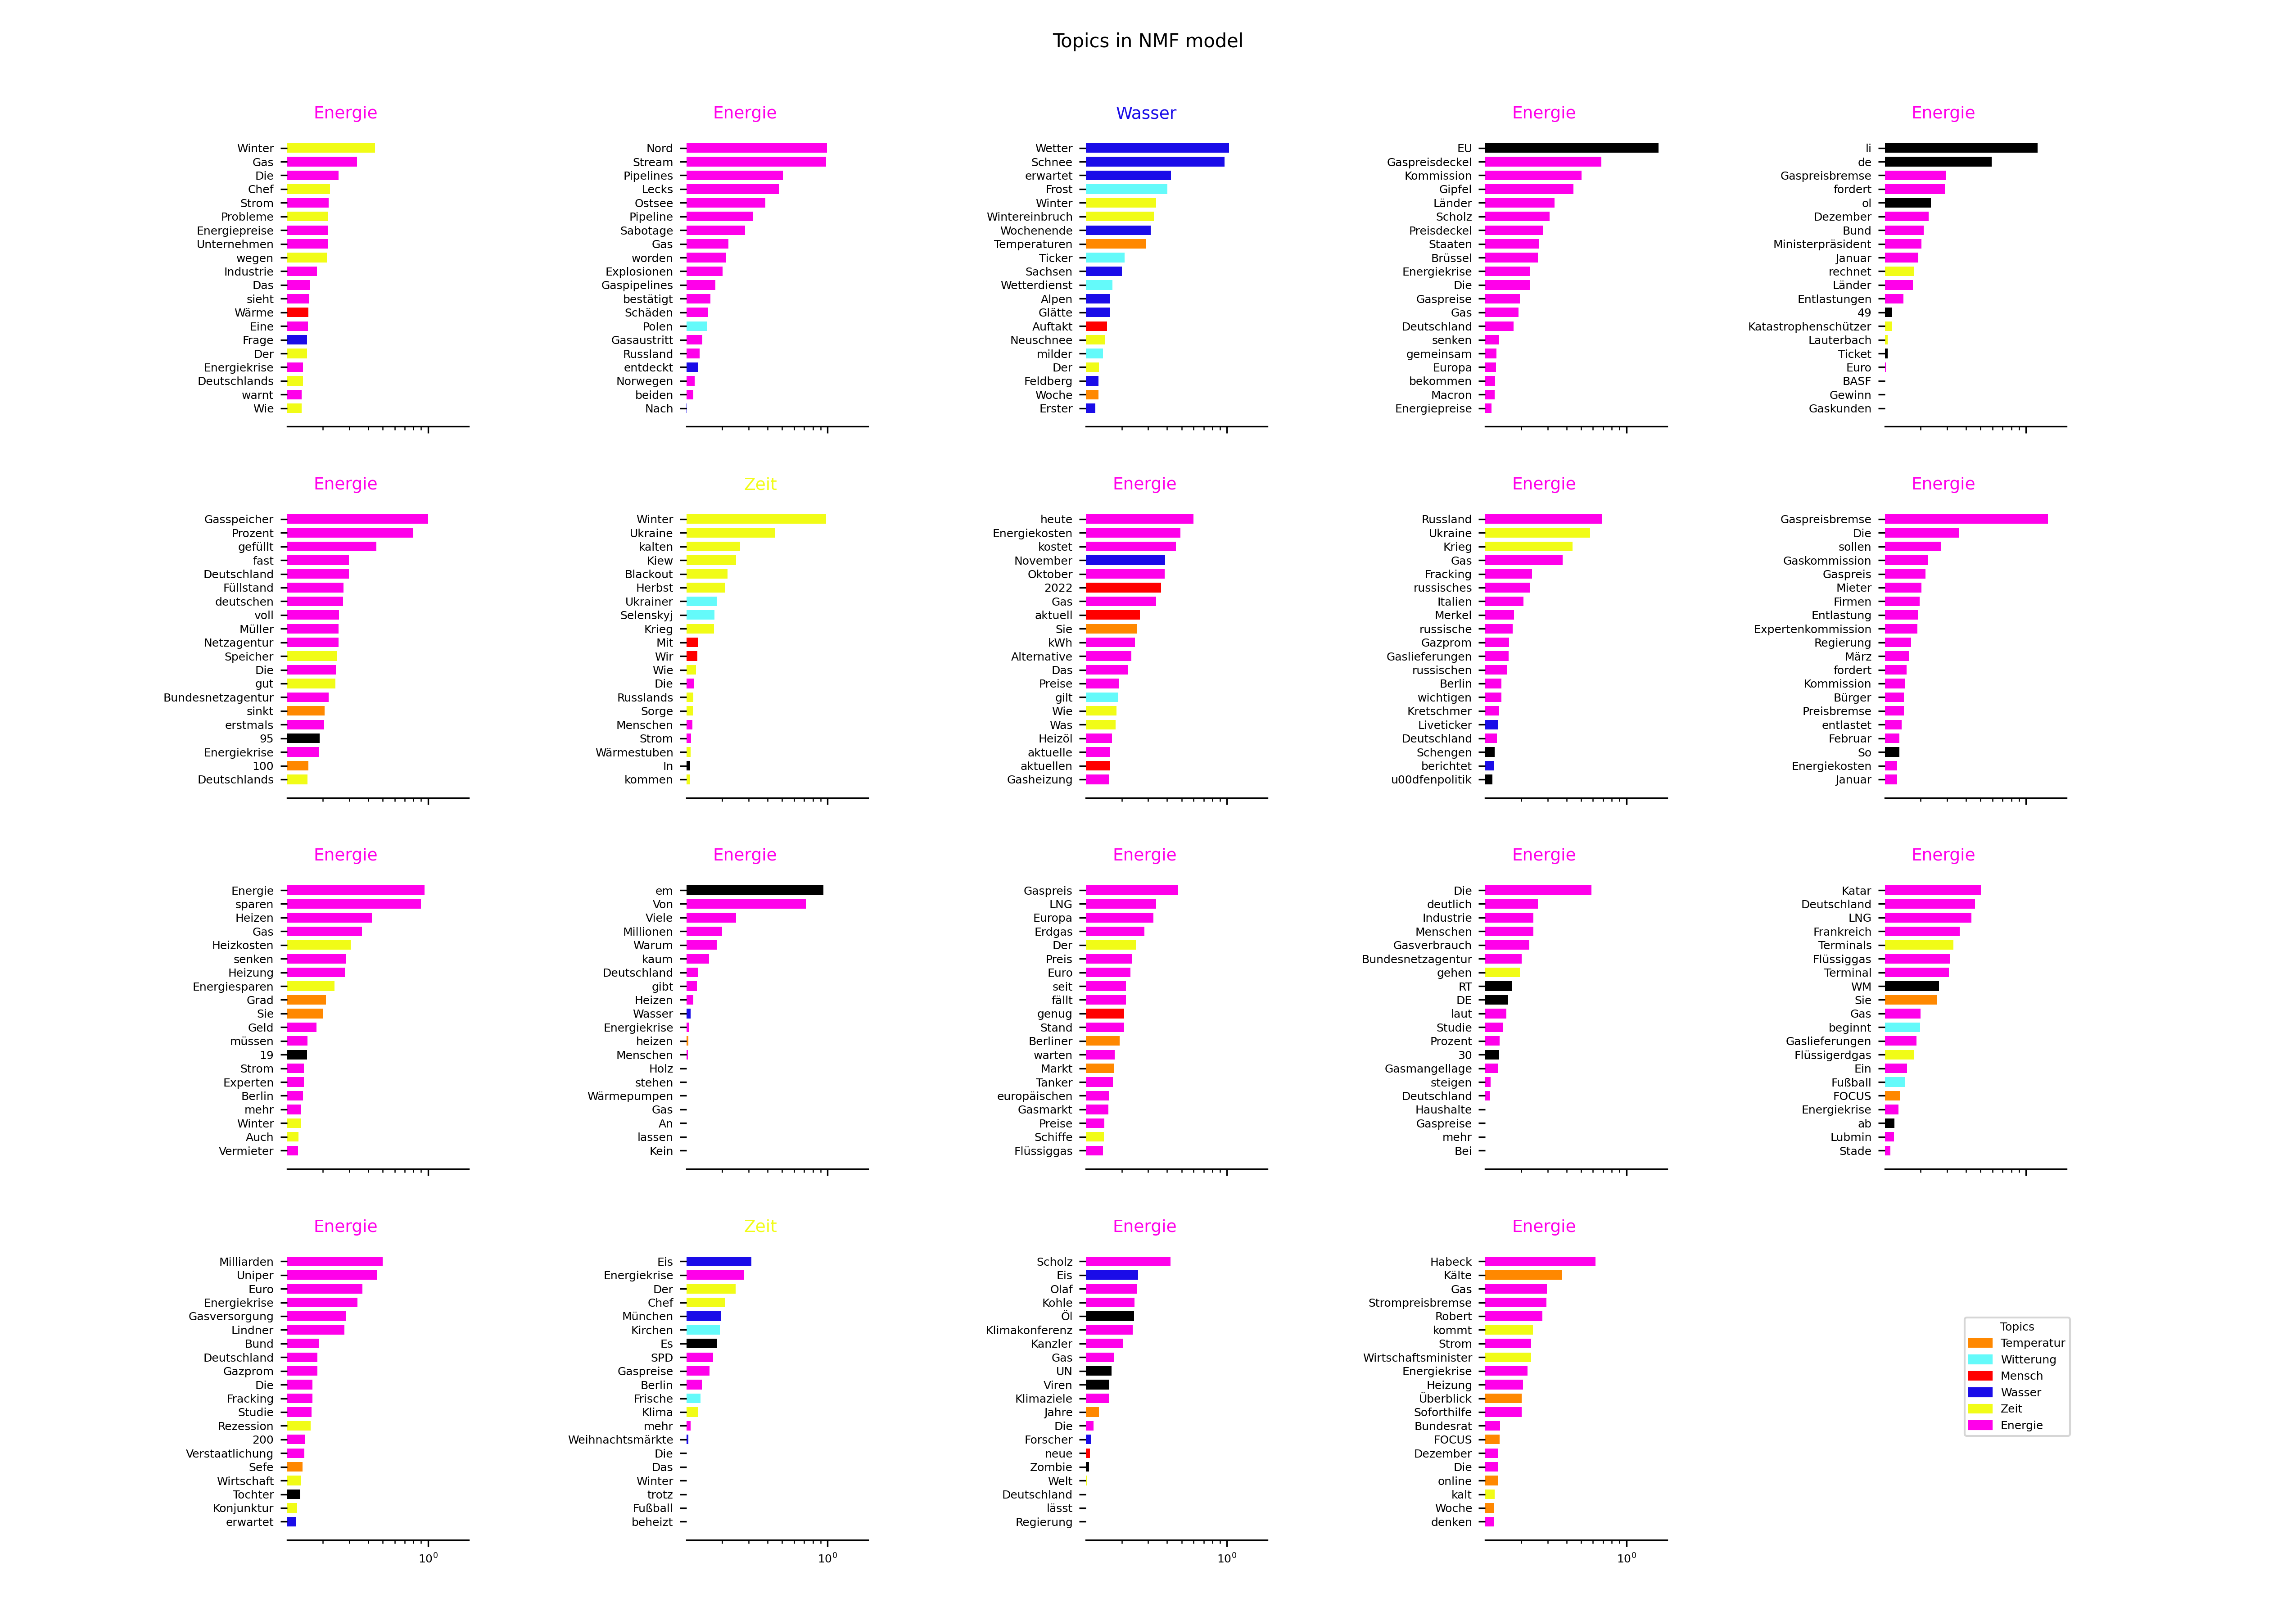 Topics in NMF model
Energie
Winter
Gas
Die
Chef
Strom
Probleme
Energiepreise
Unternehmen
wegen
Industrie
Das
sieht
Wärme
Eine
Frage
Der
Energiekrise
Deutschlands
warnt
Wie
Energie
Nord
Stream
Pipelines
Lecks
Ostsee
Pipeline
Sabotage
Gas
worden
Explosionen
Gaspipelines
bestätigt
Schäden
Polen
Gasaustritt
Russland
entdeckt
Norwegen
beiden
Nach
Wasser
Wetter
Schnee
erwartet
Frost
Winter
Wintereinbruch
Wochenende
Temperaturen
Ticker
Sachsen
Wetterdienst
Alpen
Glätte
Auftakt
Neuschnee
milder
Der
Feldberg
Woche
Erster
Energie
EU
Gaspreisdeckel
Kommission
Gipfel
Länder
Scholz
Preisdeckel
Staaten
Brüssel
Energiekrise
Die
Gaspreise
Gas
Deutschland
senken
gemeinsam
Europa
bekommen
Macron
Energiepreise
Energie
li
de
Gaspreisbremse
fordert
ol
Dezember
Bund
Ministerpräsident
Januar
rechnet
Länder
Entlastungen
49
Katastrophenschützer
Lauterbach
Ticket
Euro
BASF
Gewinn
Gaskunden
Energie
Gasspeicher
Prozent
gefüllt
fast
Deutschland
Füllstand
deutschen
voll
Müller
Netzagentur
Speicher
Die
gut
Bundesnetzagentur
sinkt
erstmals
95
Energiekrise
100
Deutschlands
Zeit
Winter
Ukraine
kalten
Kiew
Blackout
Herbst
Ukrainer
Selenskyj
Krieg
Mit
Wir
Wie
Die
Russlands
Sorge
Menschen
Strom
Wärmestuben
In
kommen
Energie
heute
Energiekosten
kostet
November
Oktober
2022
Gas
aktuell
Sie
kWh
Alternative
Das
Preise
gilt
Wie
Was
Heizöl
aktuelle
aktuellen
Gasheizung
Energie
Russland
Ukraine
Krieg
Gas
Fracking
russisches
Italien
Merkel
russische
Gazprom
Gaslieferungen
russischen
Berlin
wichtigen
Kretschmer
Liveticker
Deutschland
Schengen
berichtet
u00dfenpolitik
Energie
Gaspreisbremse
Die
sollen
Gaskommission
Gaspreis
Mieter
Firmen
Entlastung
Expertenkommission
Regierung
März
fordert
Kommission
Bürger
Preisbremse
entlastet
Februar
So
Energiekosten
Januar
Energie
Energie
sparen
Heizen
Gas
Heizkosten
senken
Heizung
Energiesparen
Grad
Sie
Geld
müssen
19
Strom
Experten
Berlin
mehr
Winter
Auch
Vermieter
Energie
em
Von
Viele
Millionen
Warum
kaum
Deutschland
gibt
Heizen
Wasser
Energiekrise
heizen
Menschen
Holz
stehen
Wärmepumpen
Gas
An
lassen
Kein
Energie
Gaspreis
LNG
Europa
Erdgas
Der
Preis
Euro
seit
fällt
genug
Stand
Berliner
warten
Markt
Tanker
europäischen
Gasmarkt
Preise
Schiffe
Flüssiggas
Energie
Die
deutlich
Industrie
Menschen
Gasverbrauch
Bundesnetzagentur
gehen
RT
DE
laut
Studie
Prozent
30
Gasmangellage
steigen
Deutschland
Haushalte
Gaspreise
mehr
Bei
Energie
Katar
Deutschland
LNG
Frankreich
Terminals
Flüssiggas
Terminal
WM
Sie
Gas
beginnt
Gaslieferungen
Flüssigerdgas
Ein
Fußball
FOCUS
Energiekrise
ab
Lubmin
Stade
Energie
Milliarden
Uniper
Euro
Energiekrise
Gasversorgung
Lindner
Bund
Deutschland
Gazprom
Die
Fracking
Studie
Rezession
200
Verstaatlichung
Sefe
Wirtschaft
Tochter
Konjunktur
erwartet
10⁰
Zeit
Eis
Energiekrise
Der
Chef
München
Kirchen
Es
SPD
Gaspreise
Berlin
Frische
Klima
mehr
Weihnachtsmärkte
Die
Das
Winter
trotz
Fußball
beheizt
10⁰
Energie
Scholz
Eis
Olaf
Kohle
Öl
Klimakonferenz
Kanzler
Gas
UN
Viren
Klimaziele
Jahre
Die
Forscher
neue
Zombie
Welt
Deutschland
lässt
Regierung
10⁰
Energie
Habeck
Kälte
Gas
Strompreisbremse
Robert
kommt
Strom
Wirtschaftsminister
Energiekrise
Heizung
Überblick
Soforthilfe
Bundesrat
FOCUS
Dezember
Die
online
kalt
Woche
denken
10⁰
Topics
Temperatur
Witterung
Mensch
Wasser
Zeit
Energie